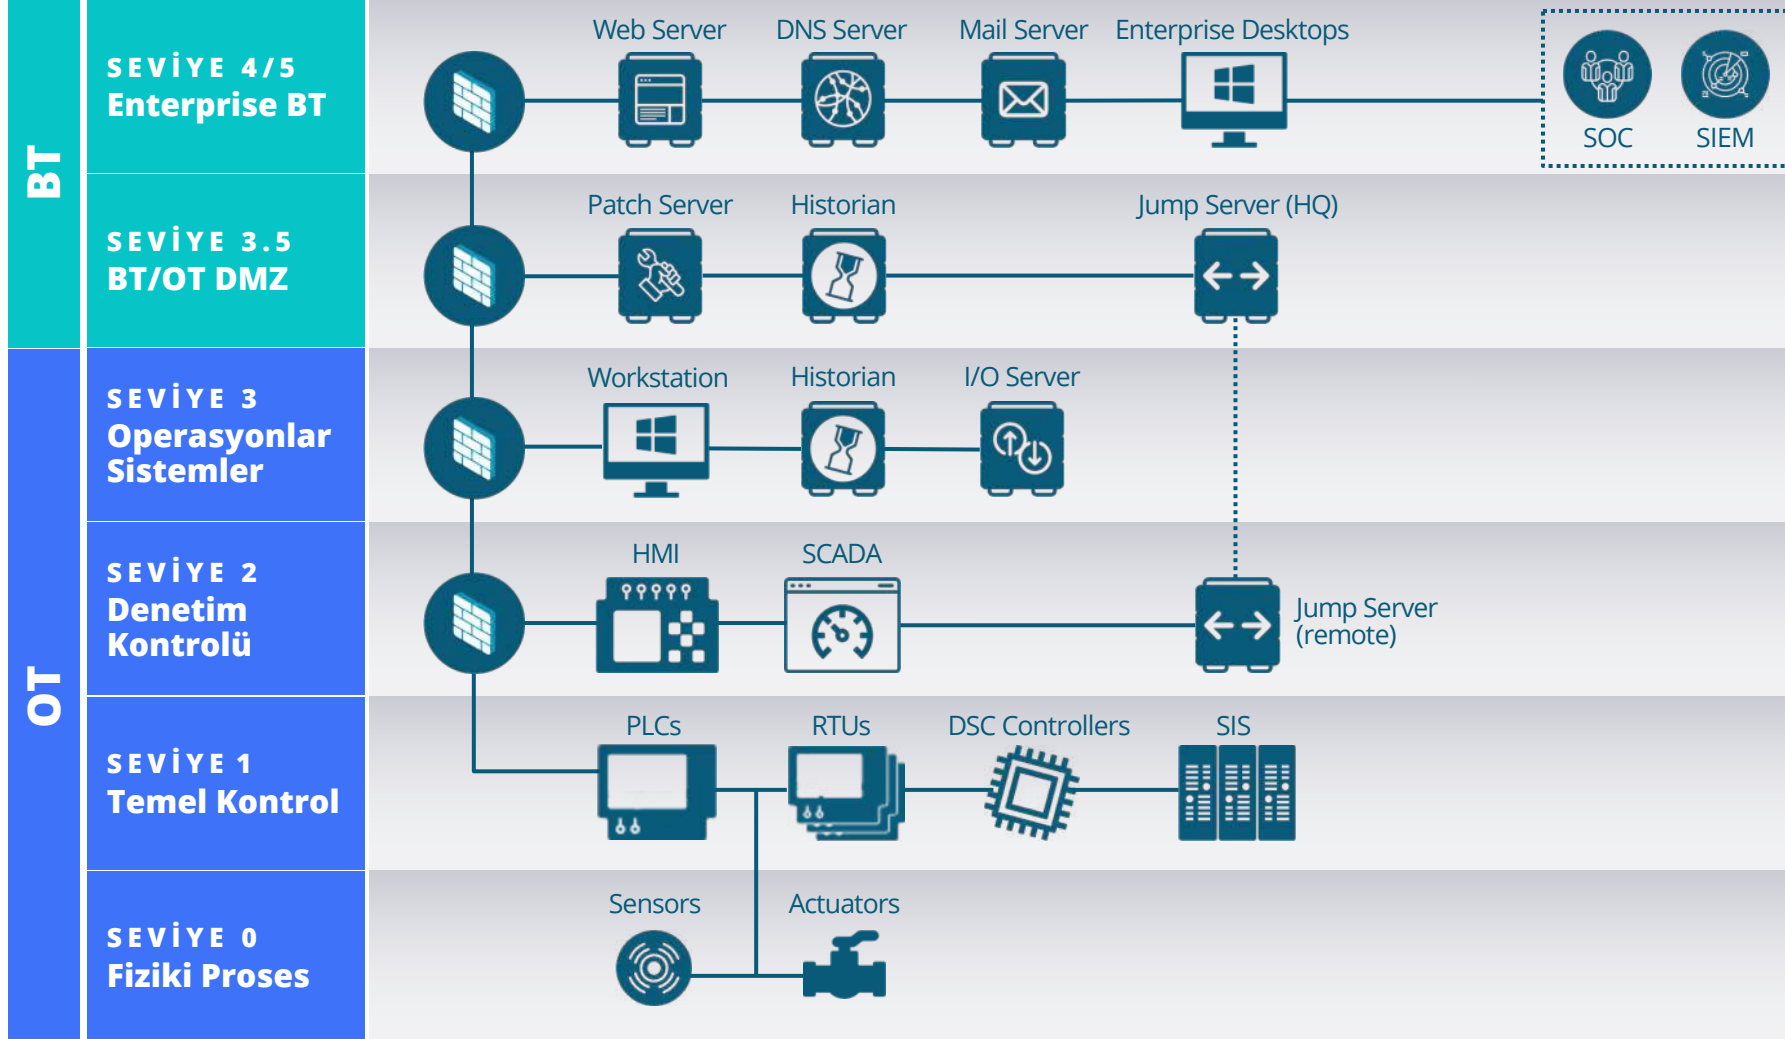 BT
SEVİYE 4/5
Enterprise BT
Web Server
DNS Server
Mail Server
Enterprise Desktops
SOC
SIEM
SEVİYE 3.5
BT/OT DMZ
Patch Server
Historian
Jump Server (HQ)
OT
SEVİYE 3
Operasyonlar
Sistemler
Workstation
Historian
I/O Server
SEVİYE 2
Denetim
Kontrolü
HMI
SCADA
Jump Server
(remote)
SEVİYE 1
Temel Kontrol
PLCs
RTUs
DSC Controllers
SIS
SEVİYE 0
Fiziki Proses
Sensors
Actuators